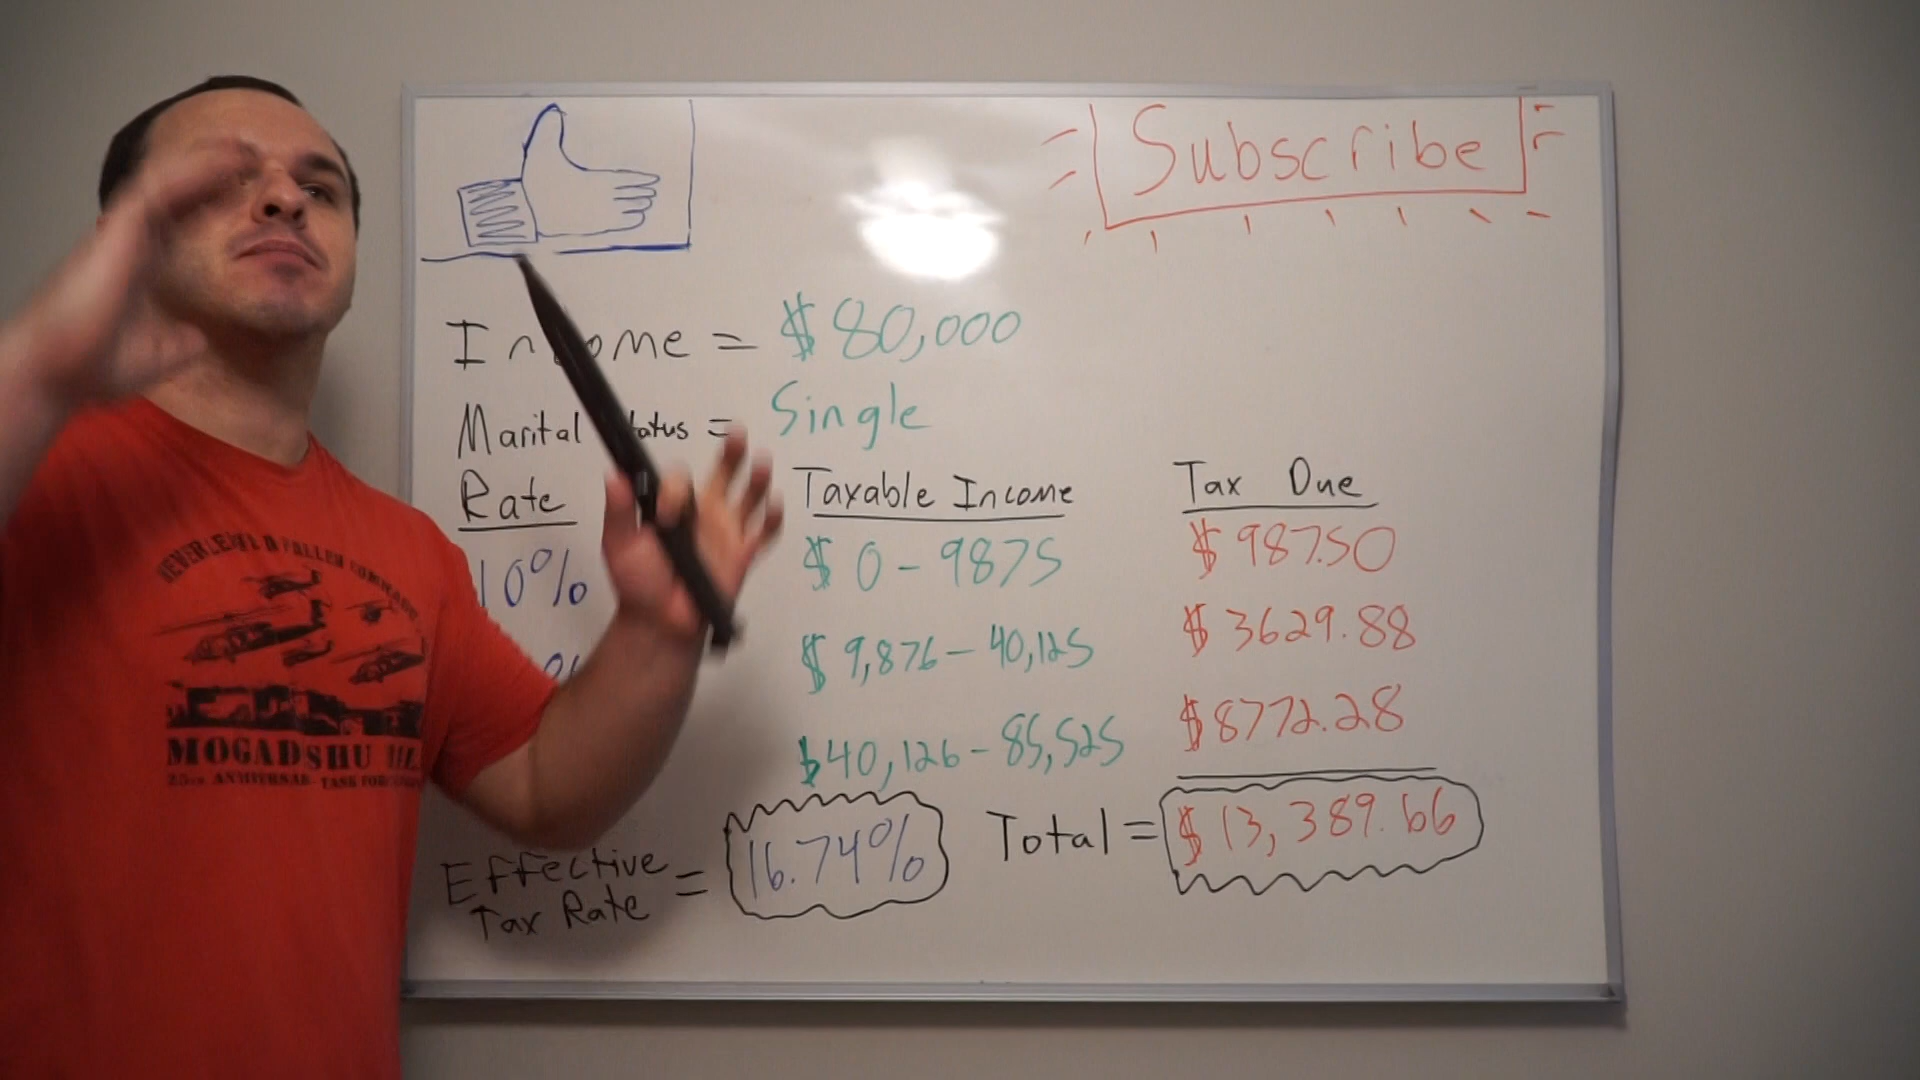 Subscribe
Income = $80,000
Marital Status = Single
Rate Taxable Income Tax Due
10% $ 0 - 9875 $987.50
% $ 9,876 - 40,125 $3629.88
$40,126 - 85,525 $8772.28
Effective Tax Rate = 16.74% Total = $13,389.66
MOGADSHU